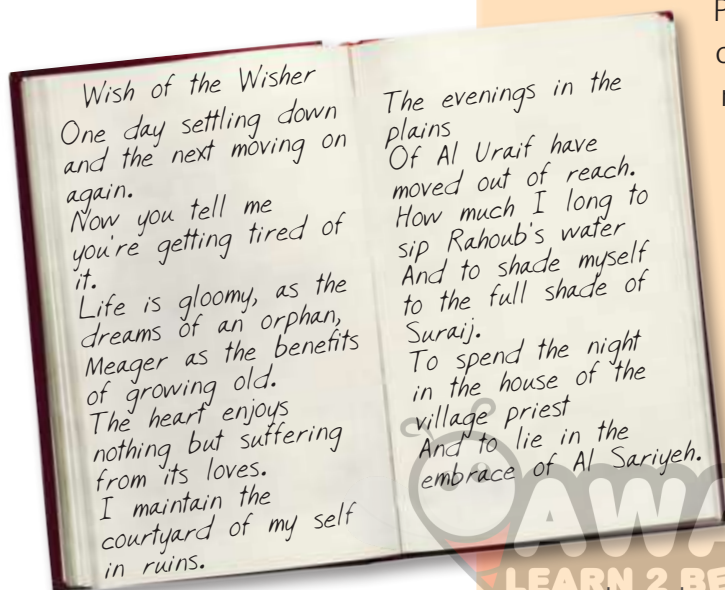 Wish of the Wisher
One day settling down
and the next moving on
again.
Now you tell me
you're getting tired of
it.
Life is gloomy, as the
dreams of an orphan,
Meager as the benefits
of growing old.
The heart enjoys
nothing but suffering
from its loves.
I maintain the
courtyard of my self
in ruins.
The evenings in the
plains
Of Al Uraif have
moved out of reach.
How much I long to
sip Rahoub's water
And to shade myself
to the full shade of
Suraij.
To spend the night
in the house of the
village priest
And to lie in the
embrace of Al Sariyeh.
AWA
LEARN 2 BE